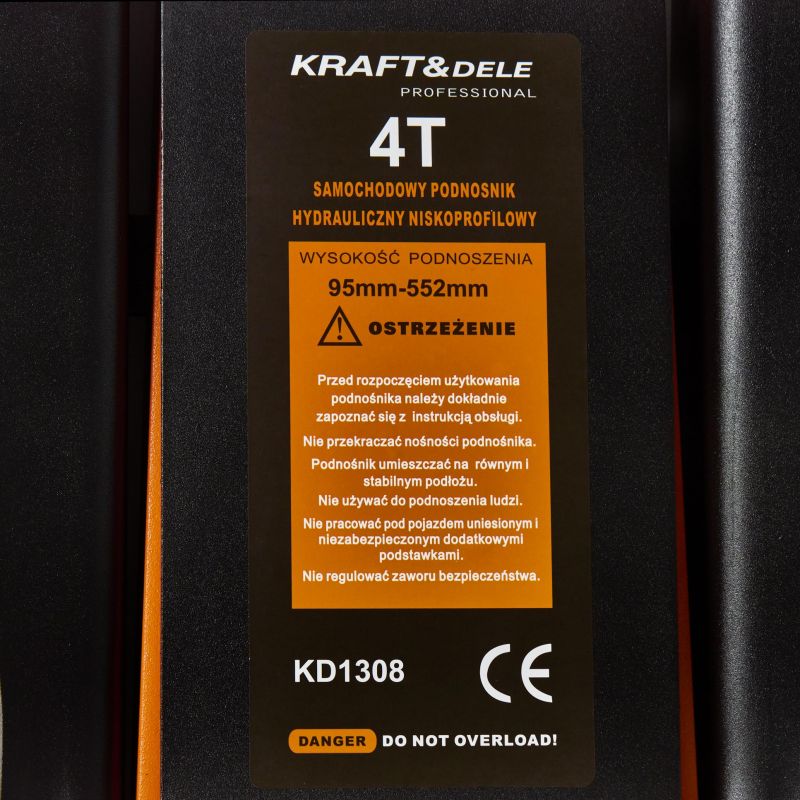 KRAFT&DELE
PROFESSIONAL
4T
SAMOCHODOWY PODNOSNIK
HYDRAULICZNY NISKOPROFILOWY
WYSOKOŚĆ PODNOSZENIA
95mm-552mm
OSTRZEŻENIE
Przed rozpoczęciem użytkowania
podnośnika należy dokładnie
zapoznać się z instrukcją obsługi.
Nie przekraczać nośności podnośnika.
Podnośnik umieszczać na równym i
stabilnym podłożu.
Nie używać do podnoszenia ludzi.
Nie pracować pod pojazdem uniesionym i
niezabezpieczonym dodatkowymi
podstawkami.
Nie regulować zaworu bezpieczeństwa.
KD1308
CE
DANGER DO NOT OVERLOAD!